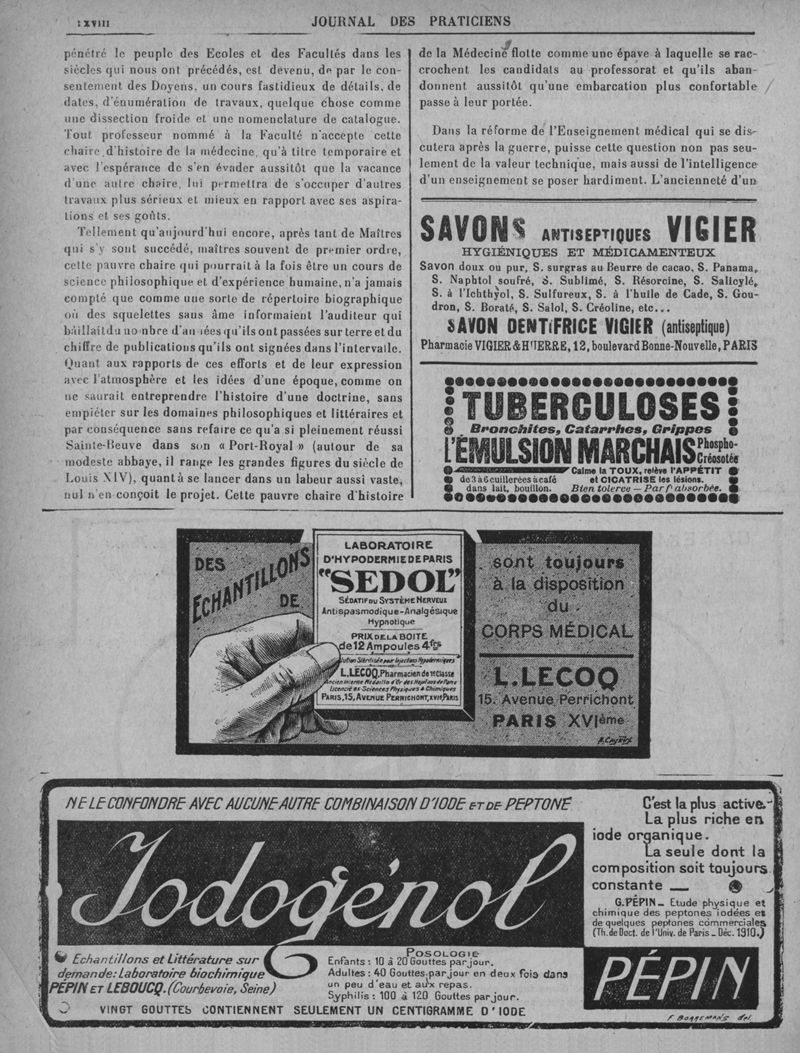 LXVIII
JOURNAL DES PRATICIENS
pénétré le peuple des Ecoles et des Facultés dans les
siècles qui nous ont précédés, est devenu, de par le con-
sentement des Doyens, un cours fastidieux de détails, de
dates, d'énumération de travaux, quelque chose comme
une dissection froide et une nomenclature de catalogue.
Tout professeur nommé à la Faculté n'accepte cette
chaire d'histoire de la médecine, qu'à titre temporaire et
avec l'espérance de s'en évader aussitôt que la vacance
d'une autre chaire, lui permettra de s'occuper d'autres
travaux plus sérieux et mieux en rapport avec ses aspira-
tions et ses goûts.
Tellement qu'aujourd'hui encore, après tant de Maîtres
qui s'y sont succédé, maîtres souvent de premier ordre,
cette pauvre chaire qui pourrait à la fois être un cours de
science philosophique et d'expérience humaine, n'a jamais
compté que comme une sorte de répertoire biographique
où des squelettes sans âme informaient l'auditeur qui
bâillait du nombre d'années qu'ils ont passées sur terre et du
chiffre de publications qu'ils ont signées dans l'intervalle.
Quant aux rapports de ces efforts et de leur expression
avec l'atmosphère et les idées d'une époque, comme on
ne saurait entreprendre l'histoire d'une doctrine, sans
empiéter sur les domaines philosophiques et littéraires et
par conséquence sans refaire ce qu'a si pleinement réussi
Sainte-Beuve dans son « Port-Royal » (autour de sa
modeste abbaye, il range les grandes figures du siècle de
Louis XIV), quant à se lancer dans un labeur aussi vaste,
nul n'en conçoit le projet. Cette pauvre chaire d'histoire
de la Médecine flotte comme une épave à laquelle se rac-
crochent les candidats au professorat et qu'ils aban-
donnent aussitôt qu'une embarcation plus confortable
passe à leur portée.
Dans la réforme de l'Enseignement médical qui se dis-
cutera après la guerre, puisse cette question non pas seu-
lement de la valeur technique, mais aussi de l'intelligence
d'un enseignement se poser hardiment. L'ancienneté d'un
SAVONS ANTISEPTIQUES VIGIER
HYGIÉNIQUES ET MÉDICAMENTEUX
Savon doux ou pur, S. surgras au Beurre de cacao, S. Panama,
S. Naphtol soufré, S. Sublimé, S. Résorcine, S. Salicylé,
S. à l'Ichthyol, S. Sulfureux, S. à l'huile de Cade, S. Gou-
dron, S. Boraté, S. Salol, S. Créoline, etc...
SAVON DENTIFRICE VIGIER (antiseptique)
Pharmacie VIGIER & HUERRE, 12, boulevard Bonne-Nouvelle, PARIS
TUBERCULOSES
Bronchites, Catarrhes, Grippes
L'ÉMULSION MARCHAIS Phospho-
Créosotée
Calme la TOUX, relève l'APPÉTIT
de 3 à 6 cuillerées à café et CICATRISE les lésions.
dans lait, bouillon. Bien tolérée — Parft absorbée.
DES
ECHANTILLONS
DE
LABORATOIRE
D'HYPODERMIE DE PARIS
"SEDOL"
SÉDATIF DU SYSTÈME NERVEUX
Antispasmodique-Analgésique
Hypnotique
PRIX DE LA BOITE
de 12 Ampoules
Solution Stérilisée pour Injections Hypodermiques
L. LECOQ, Pharmacien de 1re Classe
Ancien Interne Médaille d'Or des Hôpitaux de Paris
Licencié es-Sciences Physiques & Chimiques
PARIS, 15, AVENUE PERRICHONT, XVIe PARIS
sont toujours
à la disposition
du
CORPS MÉDICAL
L. LECOQ
15. Avenue Perrichont
PARIS XVIème
NE LE CONFONDRE AVEC AUCUNE AUTRE COMBINAISON D'IODE ET DE PEPTONE
Iodogénol
C'est la plus active.
La plus riche en
iode organique.
La seule dont la
composition soit toujours
constante
G. PÉPIN_ Etude physique et
chimique des peptones iodées et
de quelques peptones commerciales
(Th. de Doct. de l'Univ. de Paris_Déc. 1910.)
Echantillons et Littérature sur
demande: Laboratoire biochimique
PÉPIN ET LEBOUCQ. (Courbevoie, Seine)
POSOLOGIE
Enfants : 10 à 20 Gouttes par jour.
Adultes : 40 Gouttes, par jour en deux fois dans
un peu d'eau et aux repas.
Syphilis : 100 à 120 Gouttes par jour.
PÉPIN
VINGT GOUTTES CONTIENNENT SEULEMENT UN CENTIGRAMME D'IODE